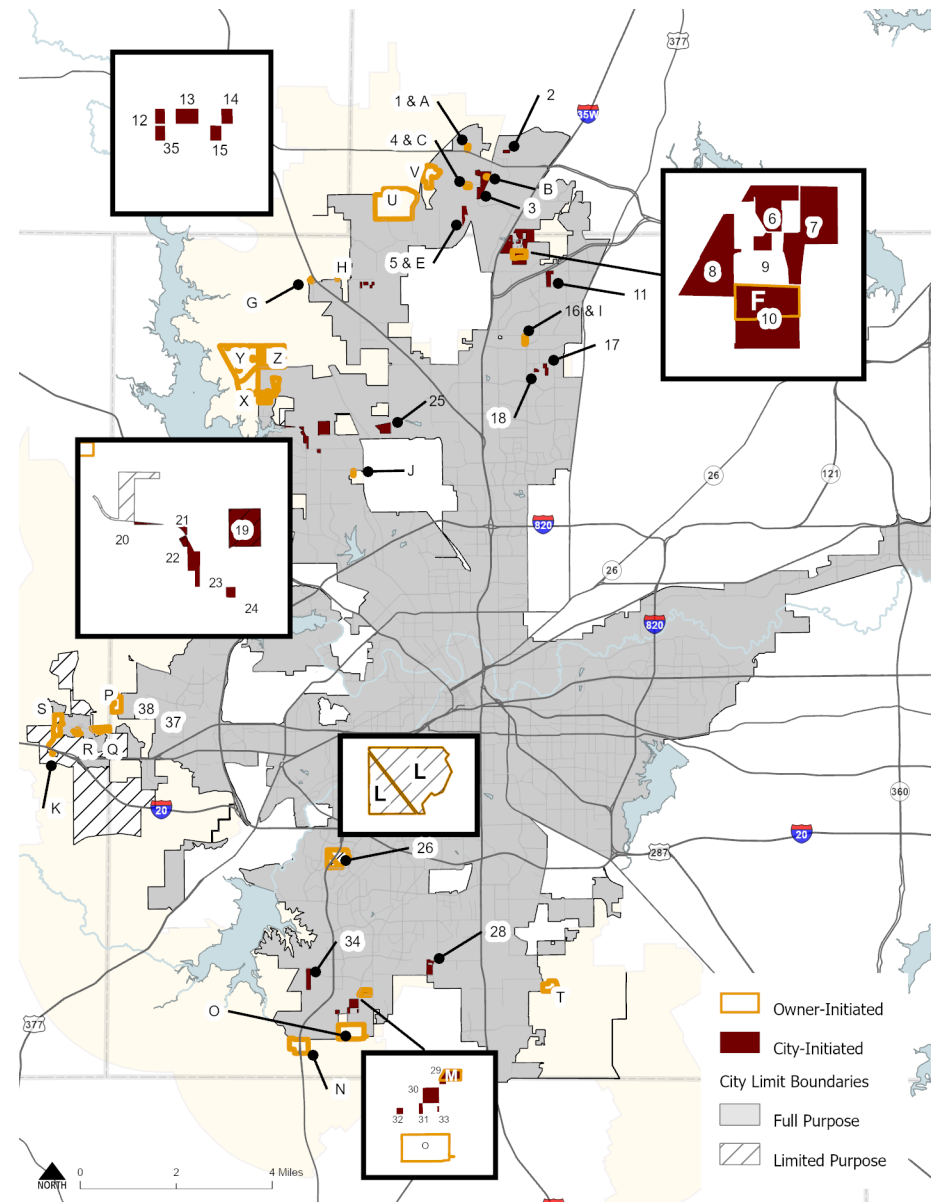 377
1 & A
2
35W
4 & C
13
14
12
35
15
V
B
U
3
6
7
5 & E
8
9
H
G
F
11
10
16 & I
Y
Z
17
X
18
25
J
26
121
820
21
19
20
22
23
24
26
820
P
38
S
37
R
Q
L
L
K
20
360
20
26
287
34
28
T
O
377
N
29
M
30
32
31
33
O
Owner-Initiated
City-Initiated
City Limit Boundaries
Full Purpose
Limited Purpose
NORTH
0
2
4 Miles